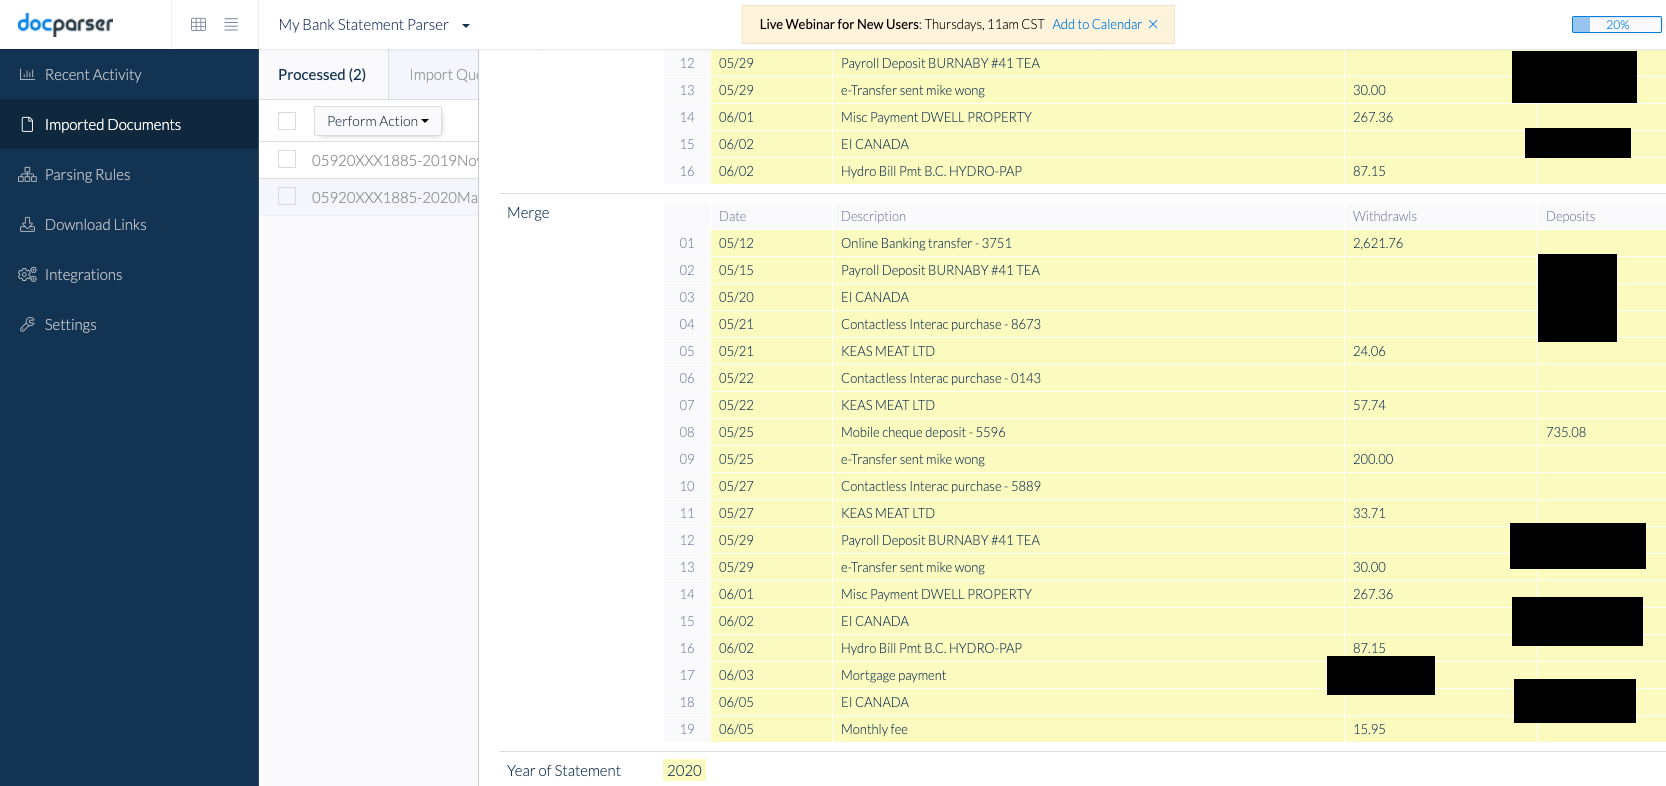 docparser
My Bank Statement Parser
Live Webinar for New Users: Thursdays, 11am CST Add to Calendar ×
20%
Recent Activity
Imported Documents
Parsing Rules
Download Links
Integrations
Settings
Processed (2)
Import Que
Perform Action
05920XXX1885-2019Nov
05920XXX1885-2020Ma
12 05/29 Payroll Deposit BURNABY #41 TEA
13 05/29 e-Transfer sent mike wong 30.00
14 06/01 Misc Payment DWELL PROPERTY 267.36
15 06/02 EI CANADA
16 06/02 Hydro Bill Pmt B.C. HYDRO-PAP 87.15
Merge
Date Description Withdrawls Deposits
01 05/12 Online Banking transfer - 3751 2,621.76
02 05/15 Payroll Deposit BURNABY #41 TEA
03 05/20 EI CANADA
04 05/21 Contactless Interac purchase - 8673
05 05/21 KEAS MEAT LTD 24.06
06 05/22 Contactless Interac purchase - 0143
07 05/22 KEAS MEAT LTD 57.74
08 05/25 Mobile cheque deposit - 5596 735.08
09 05/25 e-Transfer sent mike wong 200.00
10 05/27 Contactless Interac purchase - 5889
11 05/27 KEAS MEAT LTD 33.71
12 05/29 Payroll Deposit BURNABY #41 TEA
13 05/29 e-Transfer sent mike wong 30.00
14 06/01 Misc Payment DWELL PROPERTY 267.36
15 06/02 EI CANADA
16 06/02 Hydro Bill Pmt B.C. HYDRO-PAP 87.15
17 06/03 Mortgage payment
18 06/05 EI CANADA
19 06/05 Monthly fee 15.95
Year of Statement 2020